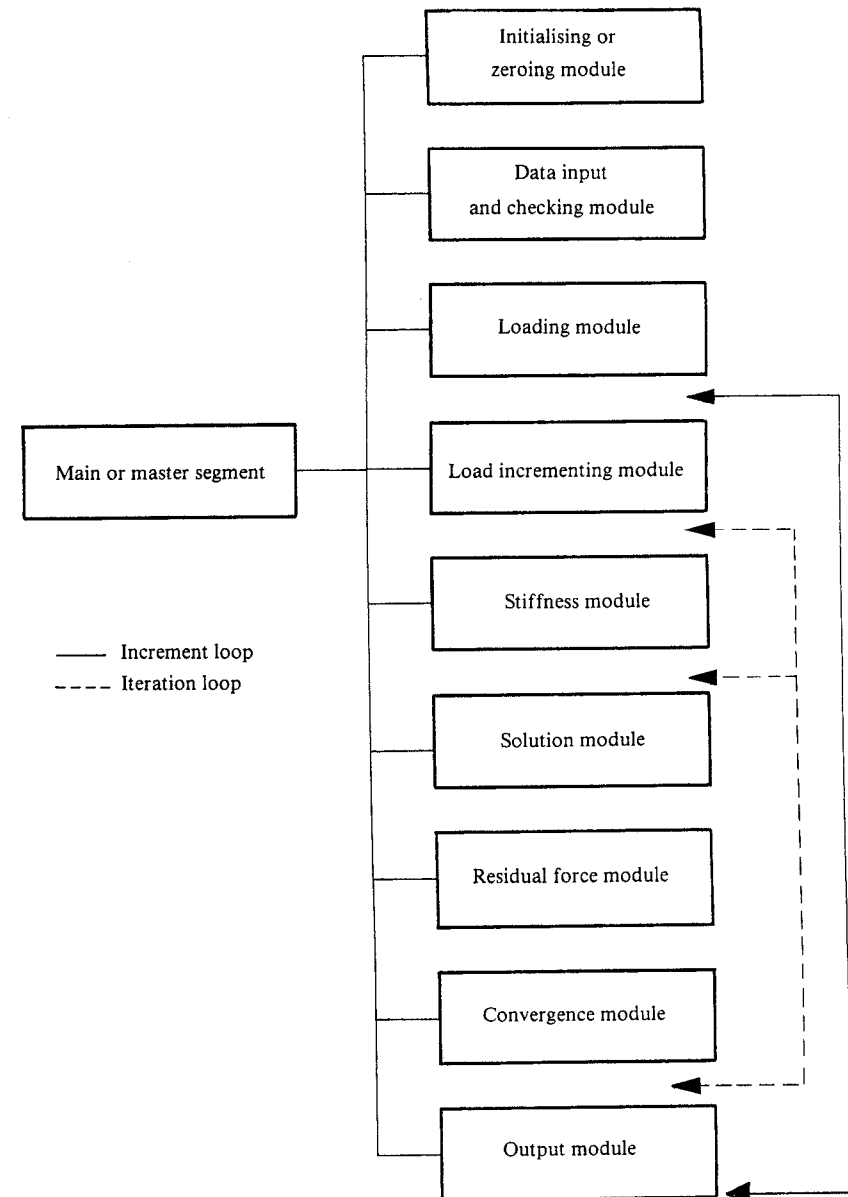 Initialising or
zeroing module
Data input
and checking module
Loading module
Main or master segment
Load incrementing module
Stiffness module
Increment loop
Iteration loop
Solution module
Residual force module
Convergence module
Output module